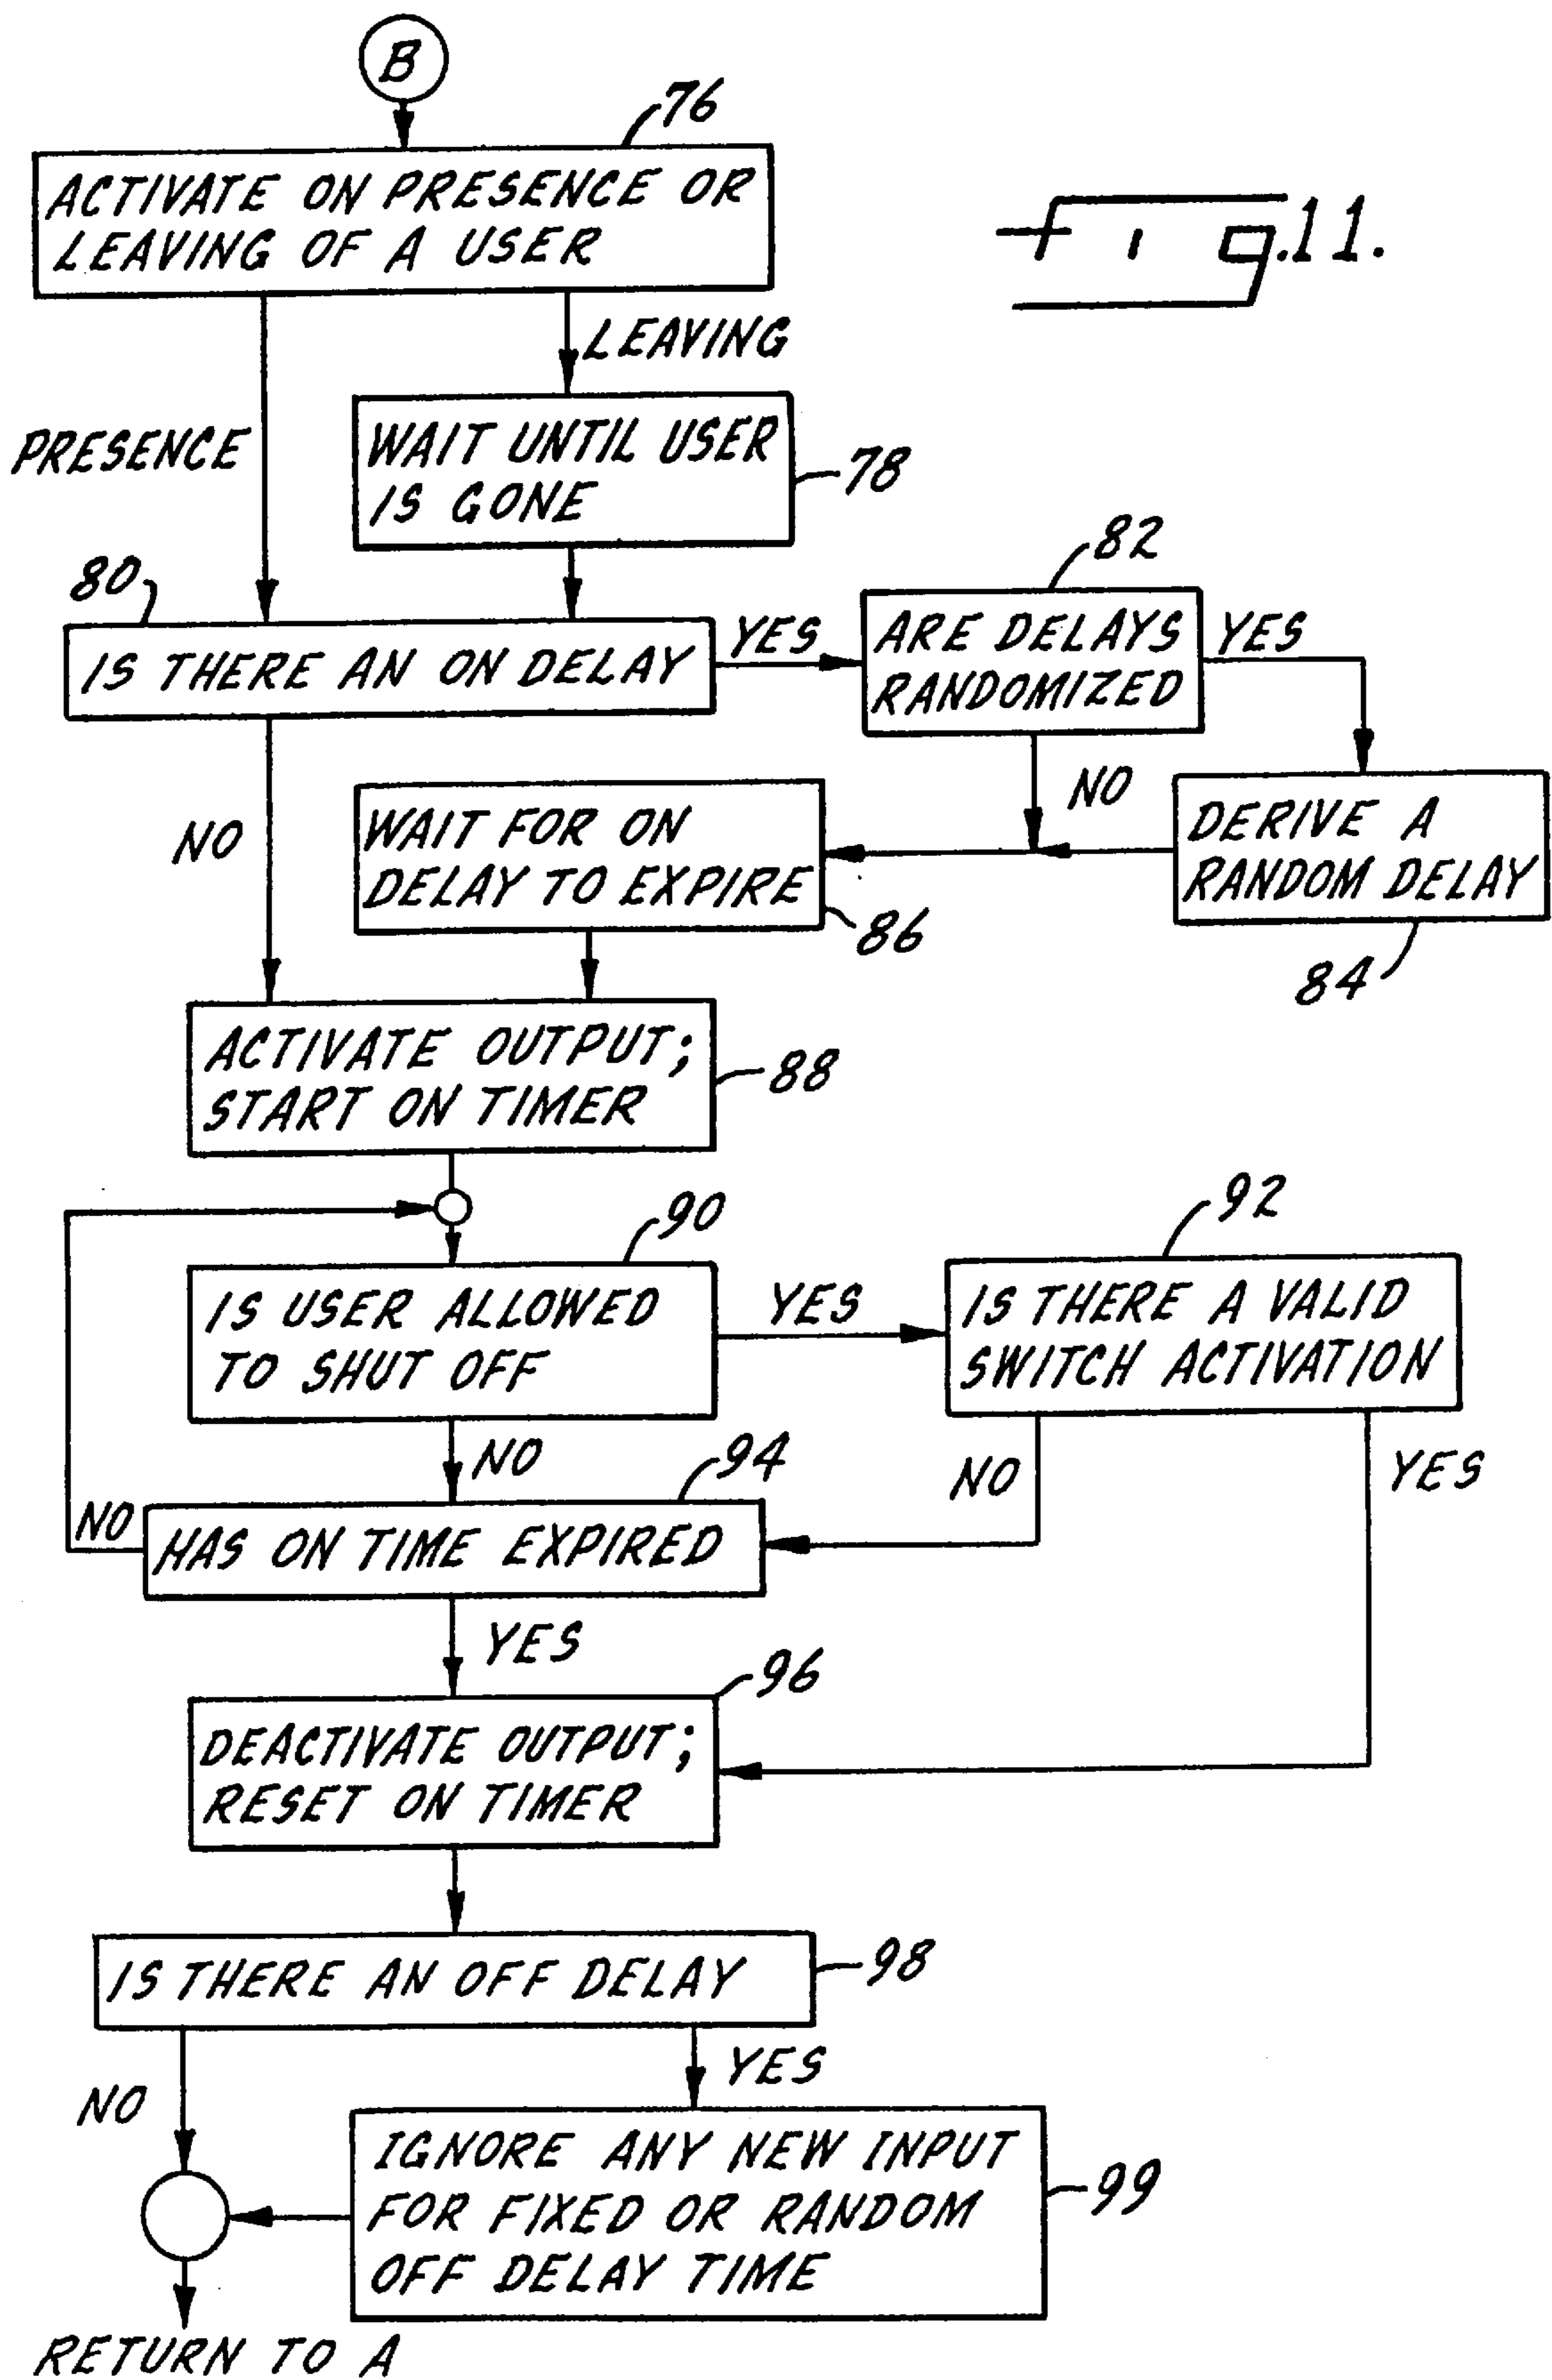 B
76
ACTIVATE ON PRESENCE OR
LEAVING OF A USER
Fig.11.
LEAVING
PRESENCE
WAIT UNTIL USER
IS GONE
78
80
IS THERE AN ON DELAY
YES
82
ARE DELAYS
RANDOMIZED
YES
NO
NO
WAIT FOR ON
DELAY TO EXPIRE
86
DERIVE A
RANDOM DELAY
84
ACTIVATE OUTPUT;
START ON TIMER
88
90
IS USER ALLOWED
TO SHUT OFF
YES
92
IS THERE A VALID
SWITCH ACTIVATION
NO
94
NO
YES
NO
HAS ON TIME EXPIRED
YES
96
DEACTIVATE OUTPUT;
RESET ON TIMER
IS THERE AN OFF DELAY
98
NO
YES
IGNORE ANY NEW INPUT
FOR FIXED OR RANDOM
OFF DELAY TIME
99
RETURN TO A